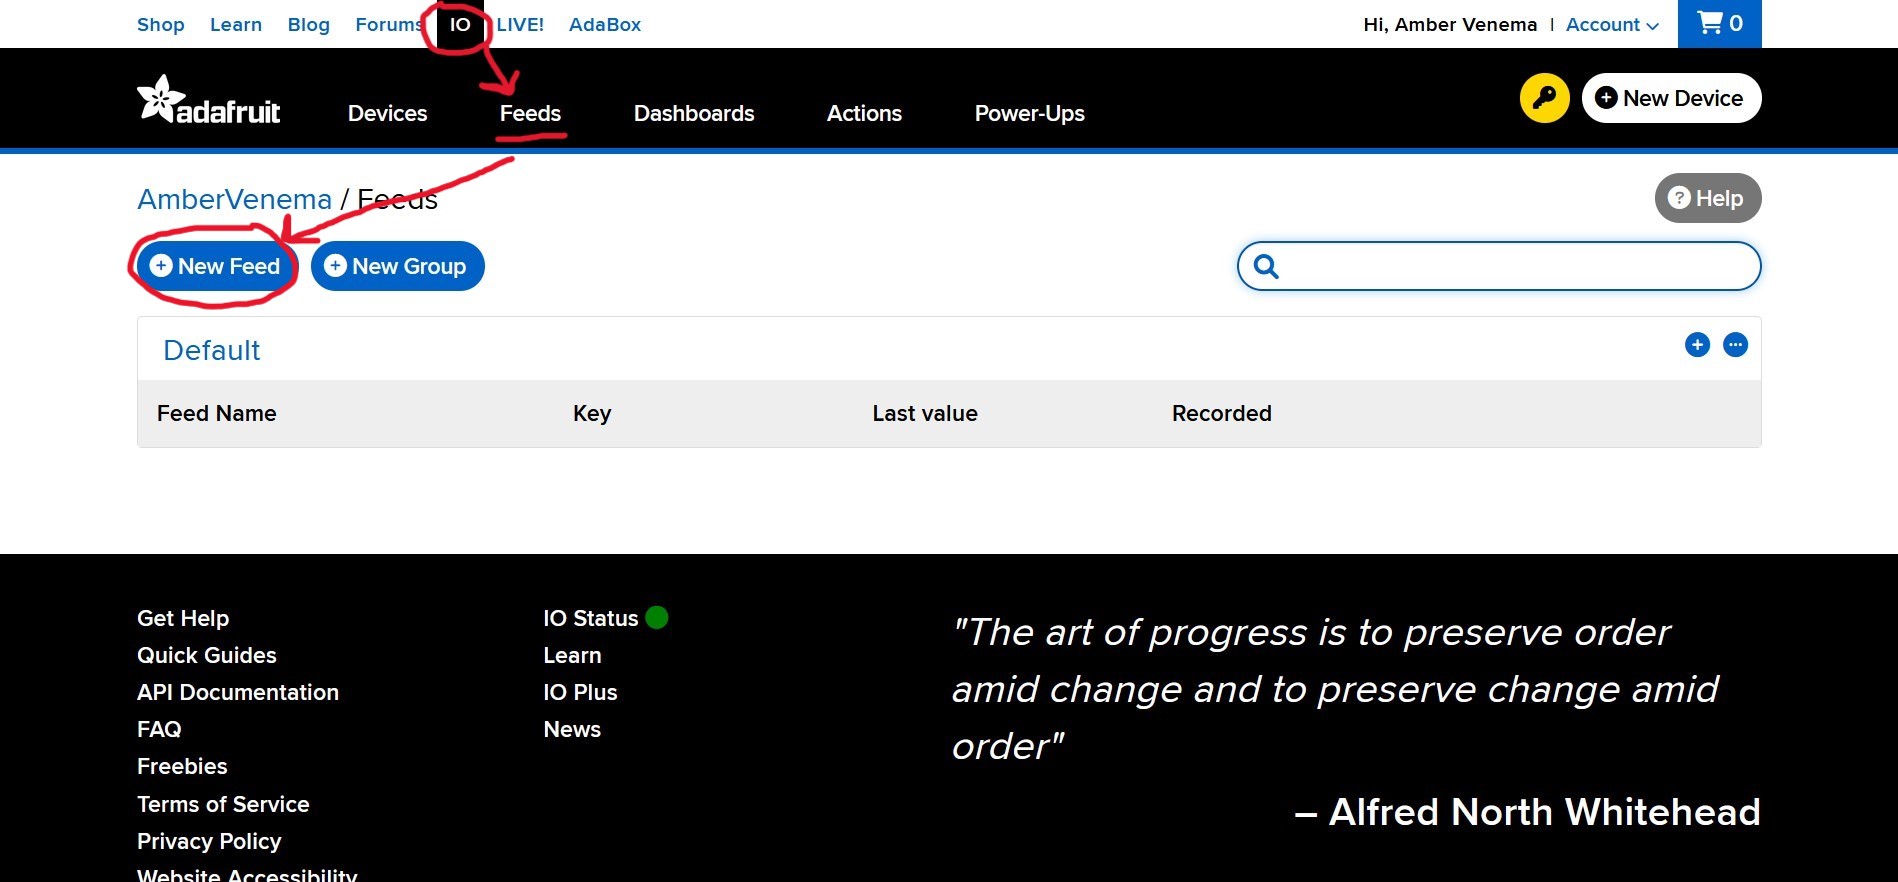 Shop Learn Blog Forums IO LIVE! AdaBox Hi, Amber Venema | Account 0
adafruit Devices Feeds Dashboards Actions Power-Ups New Device
AmberVenema / Feeds ? Help
New Feed New Group
Default
Feed Name Key Last value Recorded
Get Help
Quick Guides
API Documentation
FAQ
Freebies
Terms of Service
Privacy Policy
Website Accessibility
IO Status
Learn
IO Plus
News
"The art of progress is to preserve order
amid change and to preserve change amid
order"
– Alfred North Whitehead